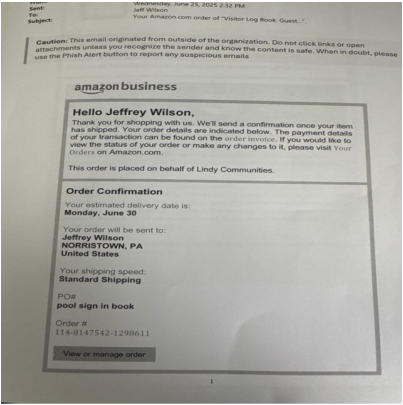 Sent: Wednesday, June 25, 2025 2:32 PM
To: Jeff Wilson
Subject: Your Amazon.com order of "Visitor Log Book: Guest...".
Caution: This email originated from outside of the organization. Do not click links or open
attachments unless you recognize the sender and know the content is safe. When in doubt, please
use the Phish Alert button to report any suspicious emails
amazon business
Hello Jeffrey Wilson,
Thank you for shopping with us. We'll send a confirmation once your item
has shipped. Your order details are indicated below. The payment details
of your transaction can be found on the order invoice. If you would like to
view the status of your order or make any changes to it, please visit Your
Orders on Amazon.com.
This order is placed on behalf of Lindy Communities.
Order Confirmation
Your estimated delivery date is:
Monday, June 30
Your order will be sent to:
Jeffrey Wilson
NORRISTOWN, PA
United States
Your shipping speed:
Standard Shipping
PO#
pool sign in book
Order #
114-8147542-1298611
View or manage order
1